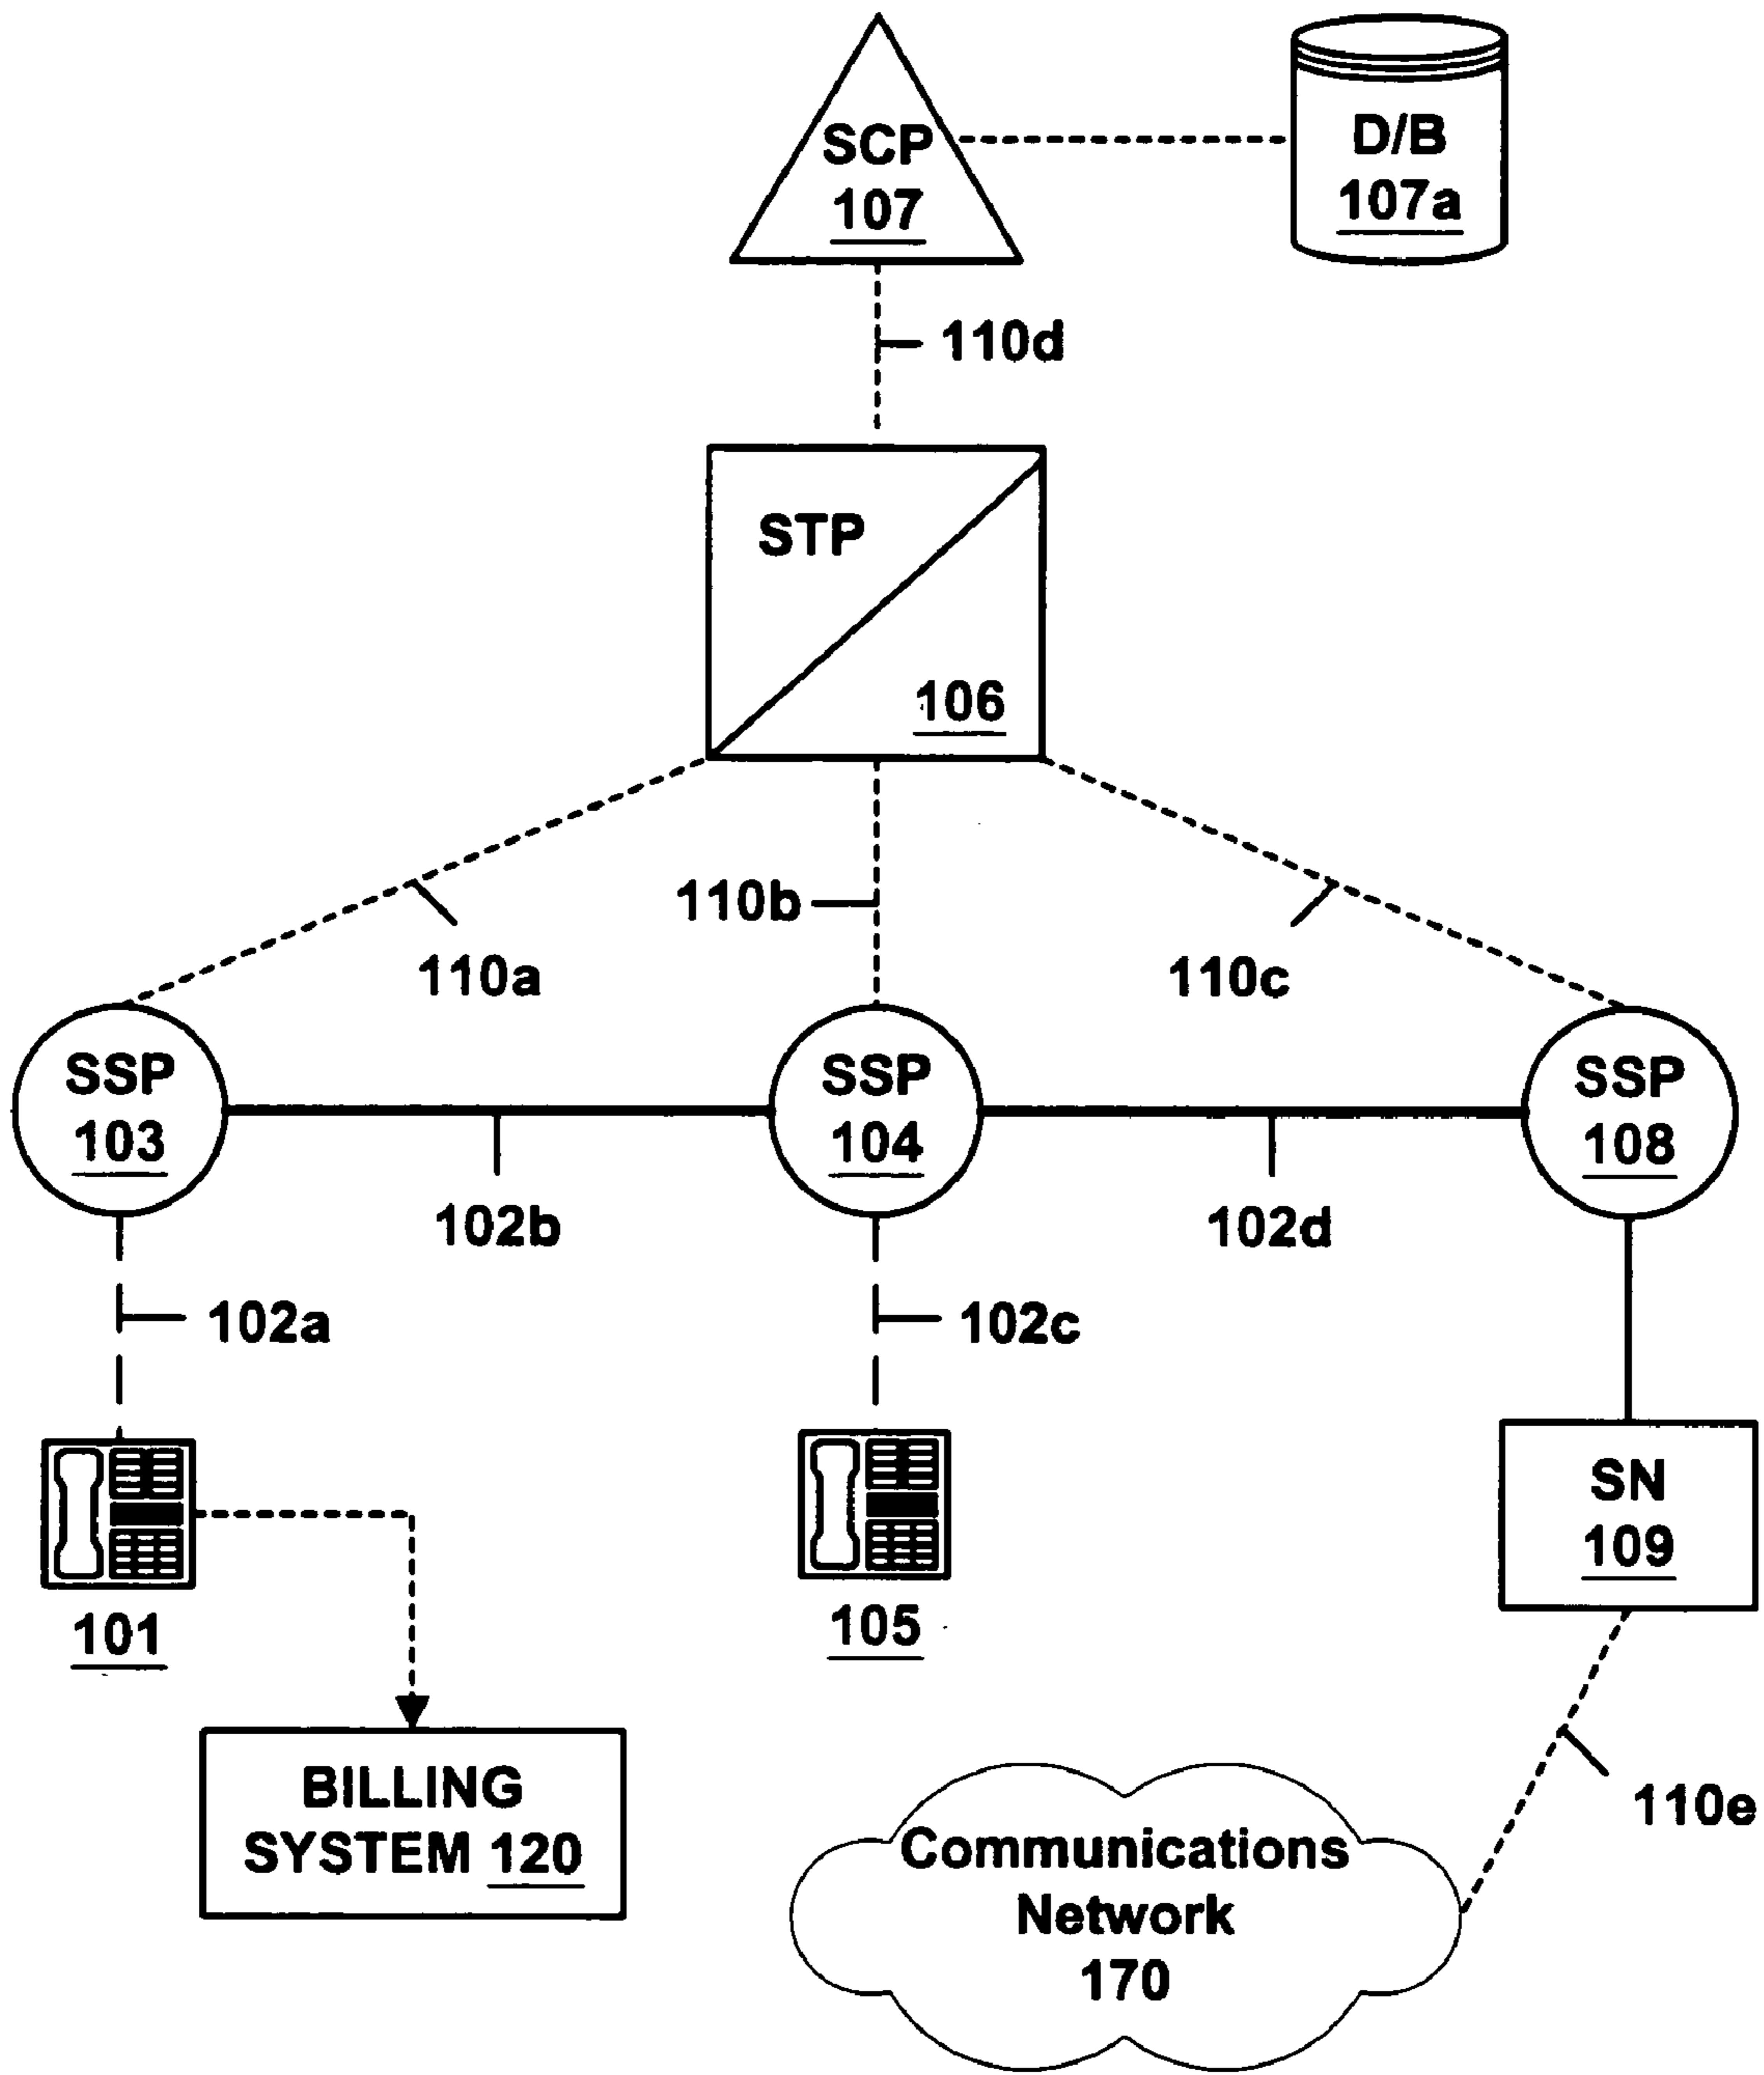 SCP
107
D/B
107a
110d
STP
106
110b
110a
110c
SSP
103
SSP
104
SSP
108
102b
102d
102a
102c
SN
109
101
105
BILLING
SYSTEM 120
110e
Communications
Network
170